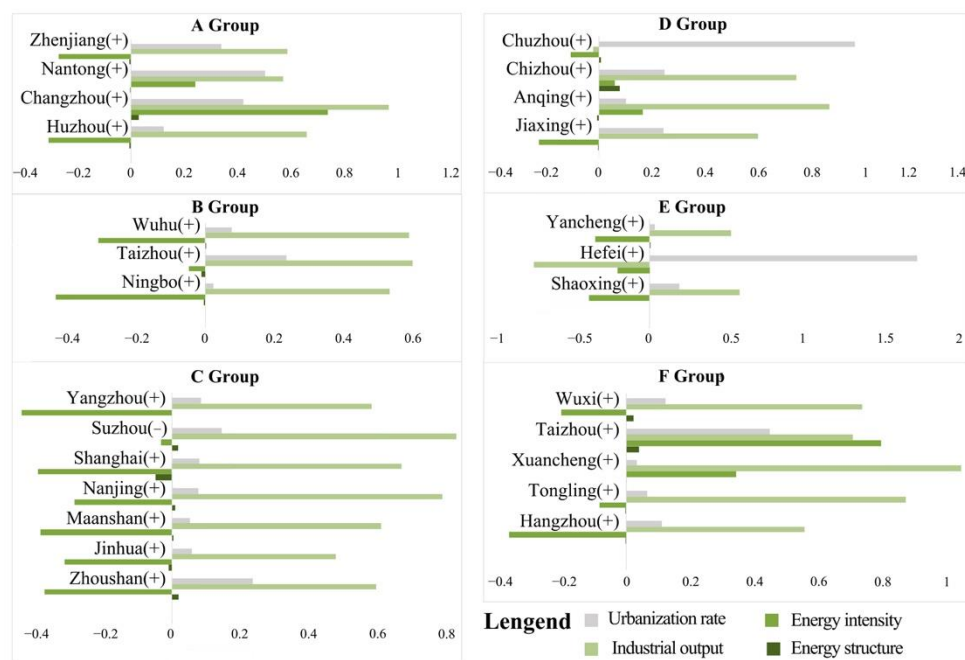 A Group
Zhenjiang(+)
Nantong(+)
Changzhou(+)
Huzhou(+)
−0.4 −0.2 0 0.2 0.4 0.6 0.8 1 1.2
B Group
Wuhu(+)
Taizhou(+)
Ningbo(+)
−0.4 −0.2 0 0.2 0.4 0.6
C Group
Yangzhou(+)
Suzhou(−)
Shanghai(+)
Nanjing(+)
Maanshan(+)
Jinhua(+)
Zhoushan(+)
−0.4 −0.2 0 0.2 0.4 0.6 0.8
D Group
Chuzhou(+)
Chizhou(+)
Anqing(+)
Jiaxing(+)
−0.4 −0.2 0 0.2 0.4 0.6 0.8 1 1.2 1.4
E Group
Yancheng(+)
Hefei(+)
Shaoxing(+)
−1 −0.5 0 0.5 1 1.5 2
F Group
Wuxi(+)
Taizhou(+)
Xuancheng(+)
Tongling(+)
Hangzhou(+)
−0.4 −0.2 0 0.2 0.4 0.6 0.8 1
Lengend Urbanization rate Energy intensity
Industrial output Energy structure